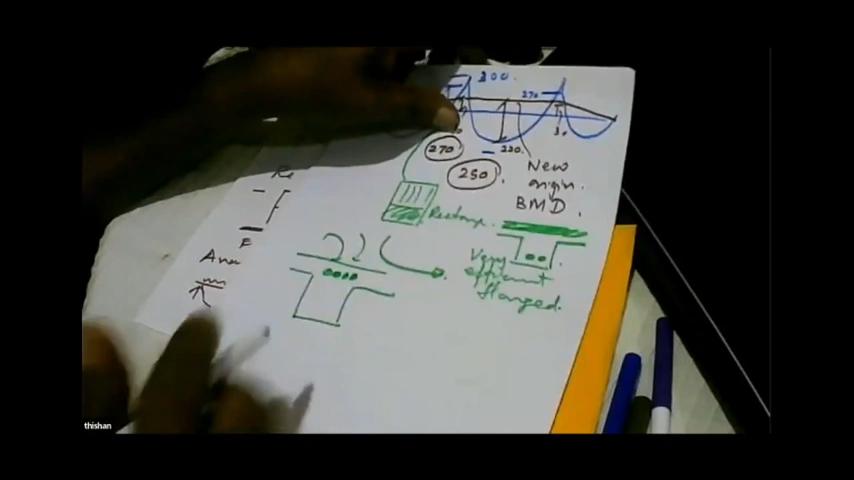 300.
270
30
270
220.
250
New
origin.
BMD.
Rectang.
Very
efficient
flanged.
thishan